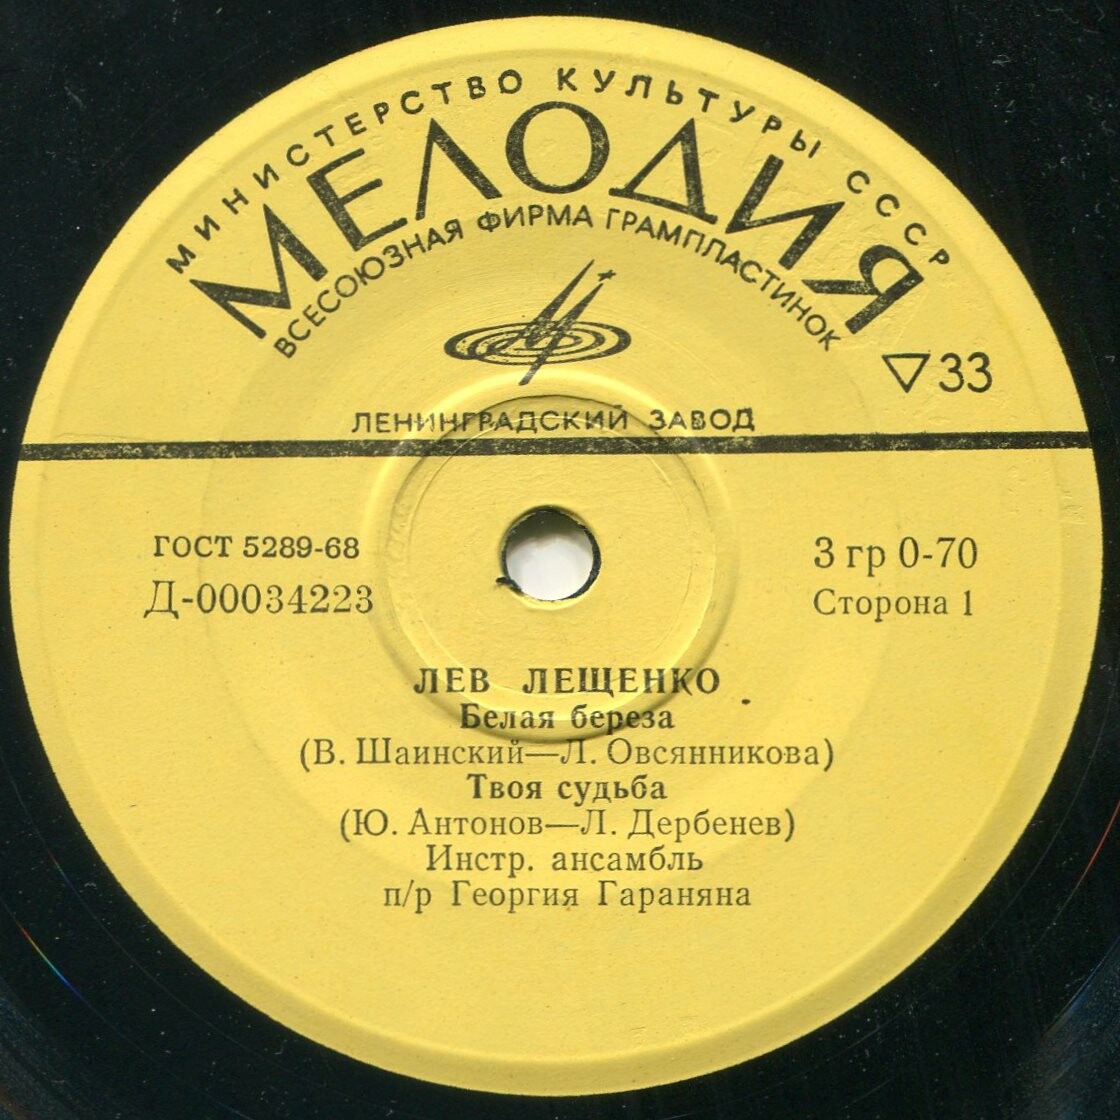 МИНИСТЕРСТВО КУЛЬТУРЫ СССР
МЕЛОДИЯ
ВСЕСОЮЗНАЯ ФИРМА ГРАМПЛАСТИНОК
▽33
ЛЕНИНГРАДСКИЙ ЗАВОД
ГОСТ 5289-68
Д-00034223
3 гр 0-70
Сторона 1
ЛЕВ ЛЕЩЕНКО
Белая береза
(В. Шаинский—Л. Овсянникова)
Твоя судьба
(Ю. Антонов—Л. Дербенев)
Инстр. ансамбль
п/р Георгия Гараняна